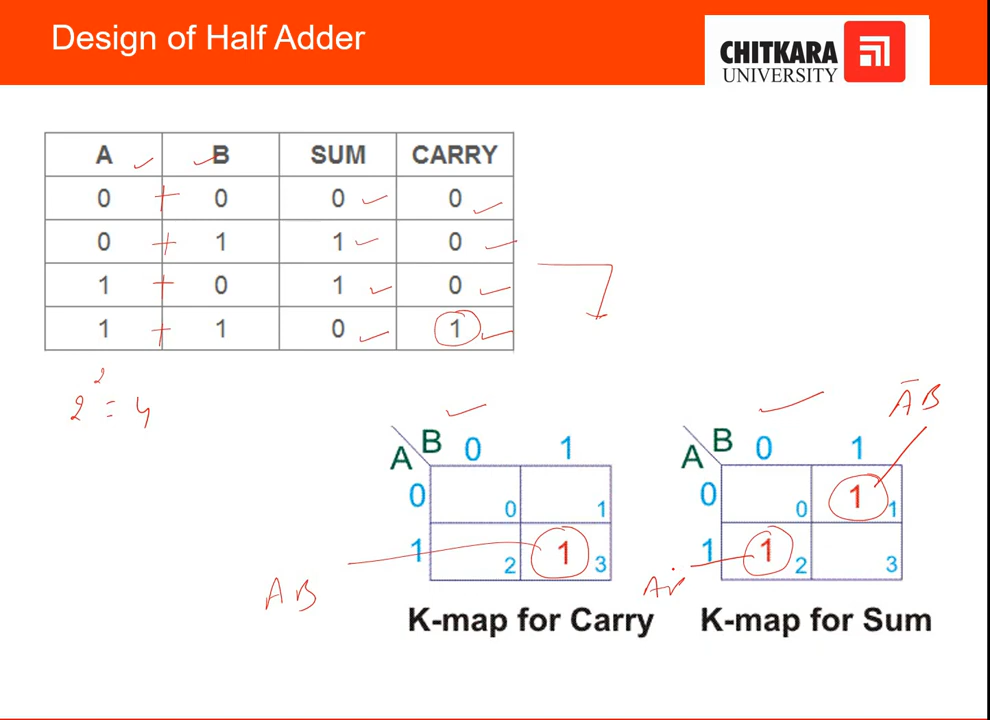 Design of Half Adder
CHITKARA
UNIVERSITY
A B SUM CARRY
0 + 0 0 0
0 + 1 1 0
1 + 0 1 0
1 + 1 0 1
2² = 4
A B 0 1
0 0 1
1 2 1 3
AB
K-map for Carry
A B 0 1
0 0 1 1
1 1 2 3
ĀB
K-map for Sum